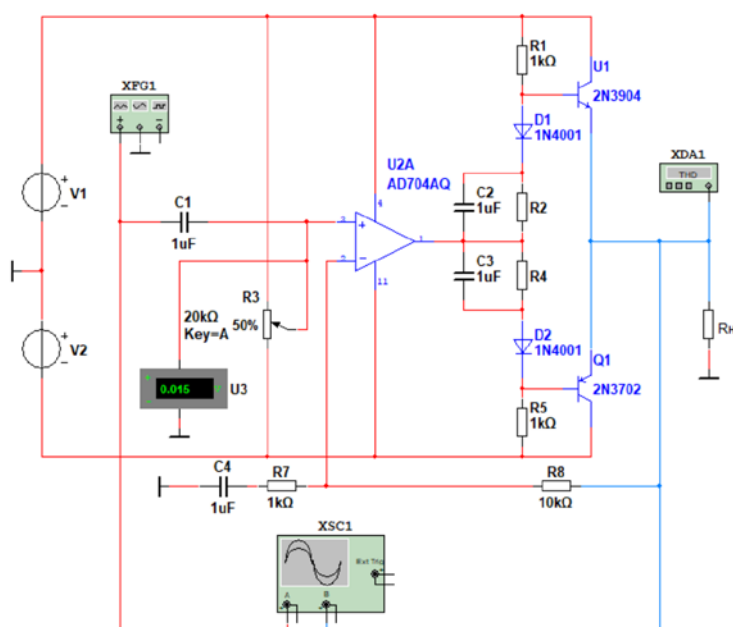 XFG1
V1
V2
C1
1uF
R3
20kΩ
Key=A
50%
0.015
U3
U2A
AD704AQ
3
4
2
1
11
C2
1uF
C3
1uF
R1
1kΩ
D1
1N4001
R2
R4
D2
1N4001
R5
1kΩ
U1
2N3904
Q1
2N3702
XDA1
THD
C4
1uF
R7
1kΩ
R8
10kΩ
XSC1
Ext Trig
A
B